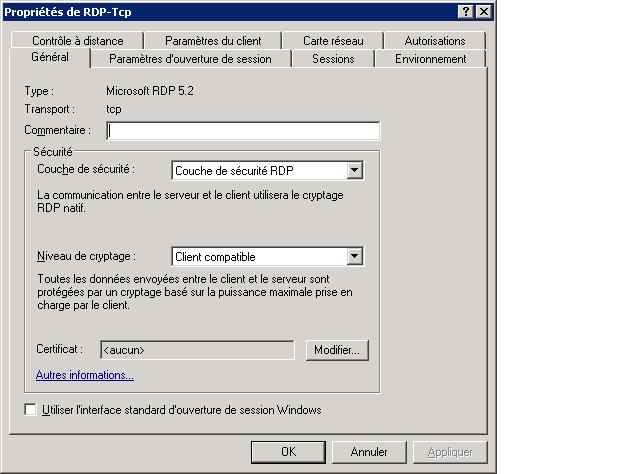 Propriétés de RDP-Tcp
Contrôle à distance Paramètres du client Carte réseau Autorisations
Général Paramètres d'ouverture de session Sessions Environnement
Type : Microsoft RDP 5.2
Transport : tcp
Commentaire :
Sécurité
Couche de sécurité : Couche de sécurité RDP
La communication entre le serveur et le client utilisera le cryptage
RDP natif.
Niveau de cryptage : Client compatible
Toutes les données envoyées entre le client et le serveur sont
protégées par un cryptage basé sur la puissance maximale prise en
charge par le client.
Certificat : <aucun> Modifier...
Autres informations...
Utiliser l'interface standard d'ouverture de session Windows
OK Annuler Appliquer